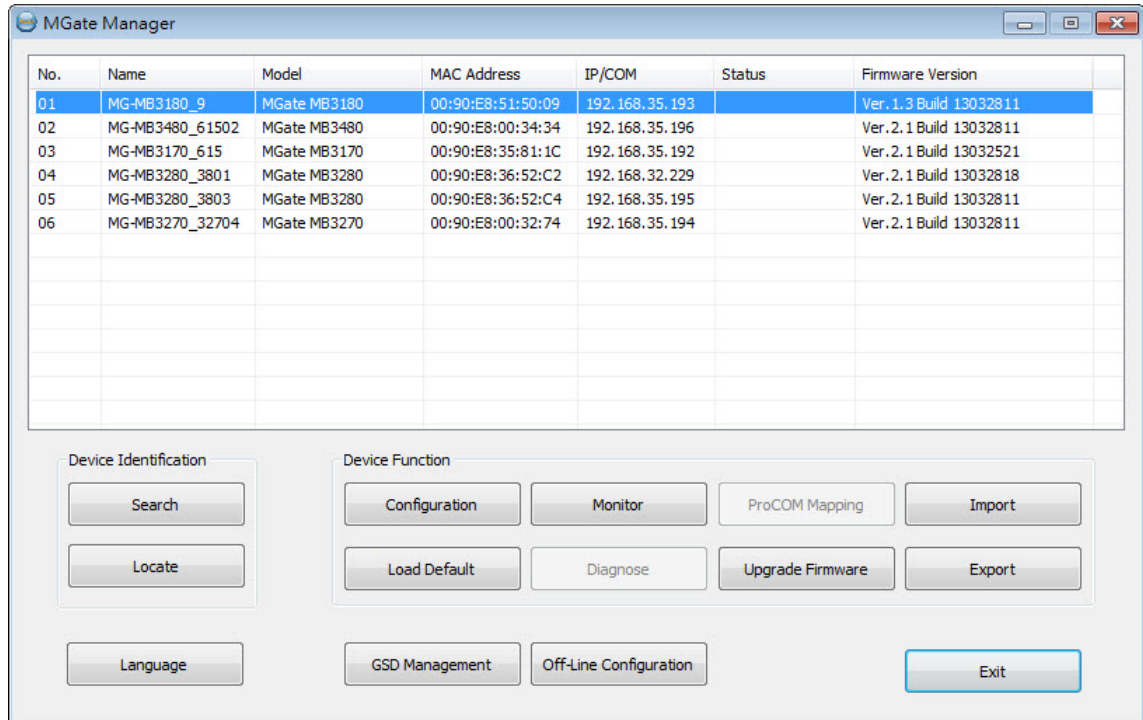 MGate Manager
No. Name Model MAC Address IP/COM Status Firmware Version
01 MG-MB3180_9 MGate MB3180 00:90:E8:51:50:09 192.168.35.193 Ver.1.3 Build 13032811
02 MG-MB3480_61502 MGate MB3480 00:90:E8:00:34:34 192.168.35.196 Ver.2.1 Build 13032811
03 MG-MB3170_615 MGate MB3170 00:90:E8:35:81:1C 192.168.35.192 Ver.2.1 Build 13032521
04 MG-MB3280_3801 MGate MB3280 00:90:E8:36:52:C2 192.168.32.229 Ver.2.1 Build 13032818
05 MG-MB3280_3803 MGate MB3280 00:90:E8:36:52:C4 192.168.35.195 Ver.2.1 Build 13032811
06 MG-MB3270_32704 MGate MB3270 00:90:E8:00:32:74 192.168.35.194 Ver.2.1 Build 13032811
Device Identification Device Function
Search Configuration Monitor ProCOM Mapping Import
Locate Load Default Diagnose Upgrade Firmware Export
Language GSD Management Off-Line Configuration Exit